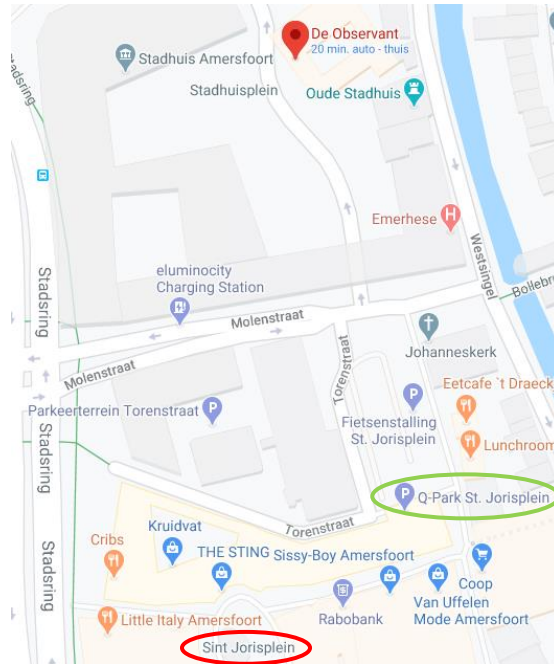 De Observant
20 min. auto - thuis
Stadhuis Amersfoort
Stadsring
Stadhuisplein
Oude Stadhuis
Emerhese
Westsingel
eluminocity
Charging Station
Bollebru
Stadsring
Molenstraat
Johanneskerk
Molenstraat
Torenstraat
Eetcafe `t Draeck
Parkeerterrein Torenstraat
Fietsenstalling
St. Jorisplein
Lunchroom
Stadsring
Q-Park St. Jorisplein
Kruidvat
Torenstraat
Cribs
THE STING
Sissy-Boy Amersfoort
Coop
Stadsring
Van Uffelen
Mode Amersfoort
Rabobank
Little Italy Amersfoort
Sint Jorisplein